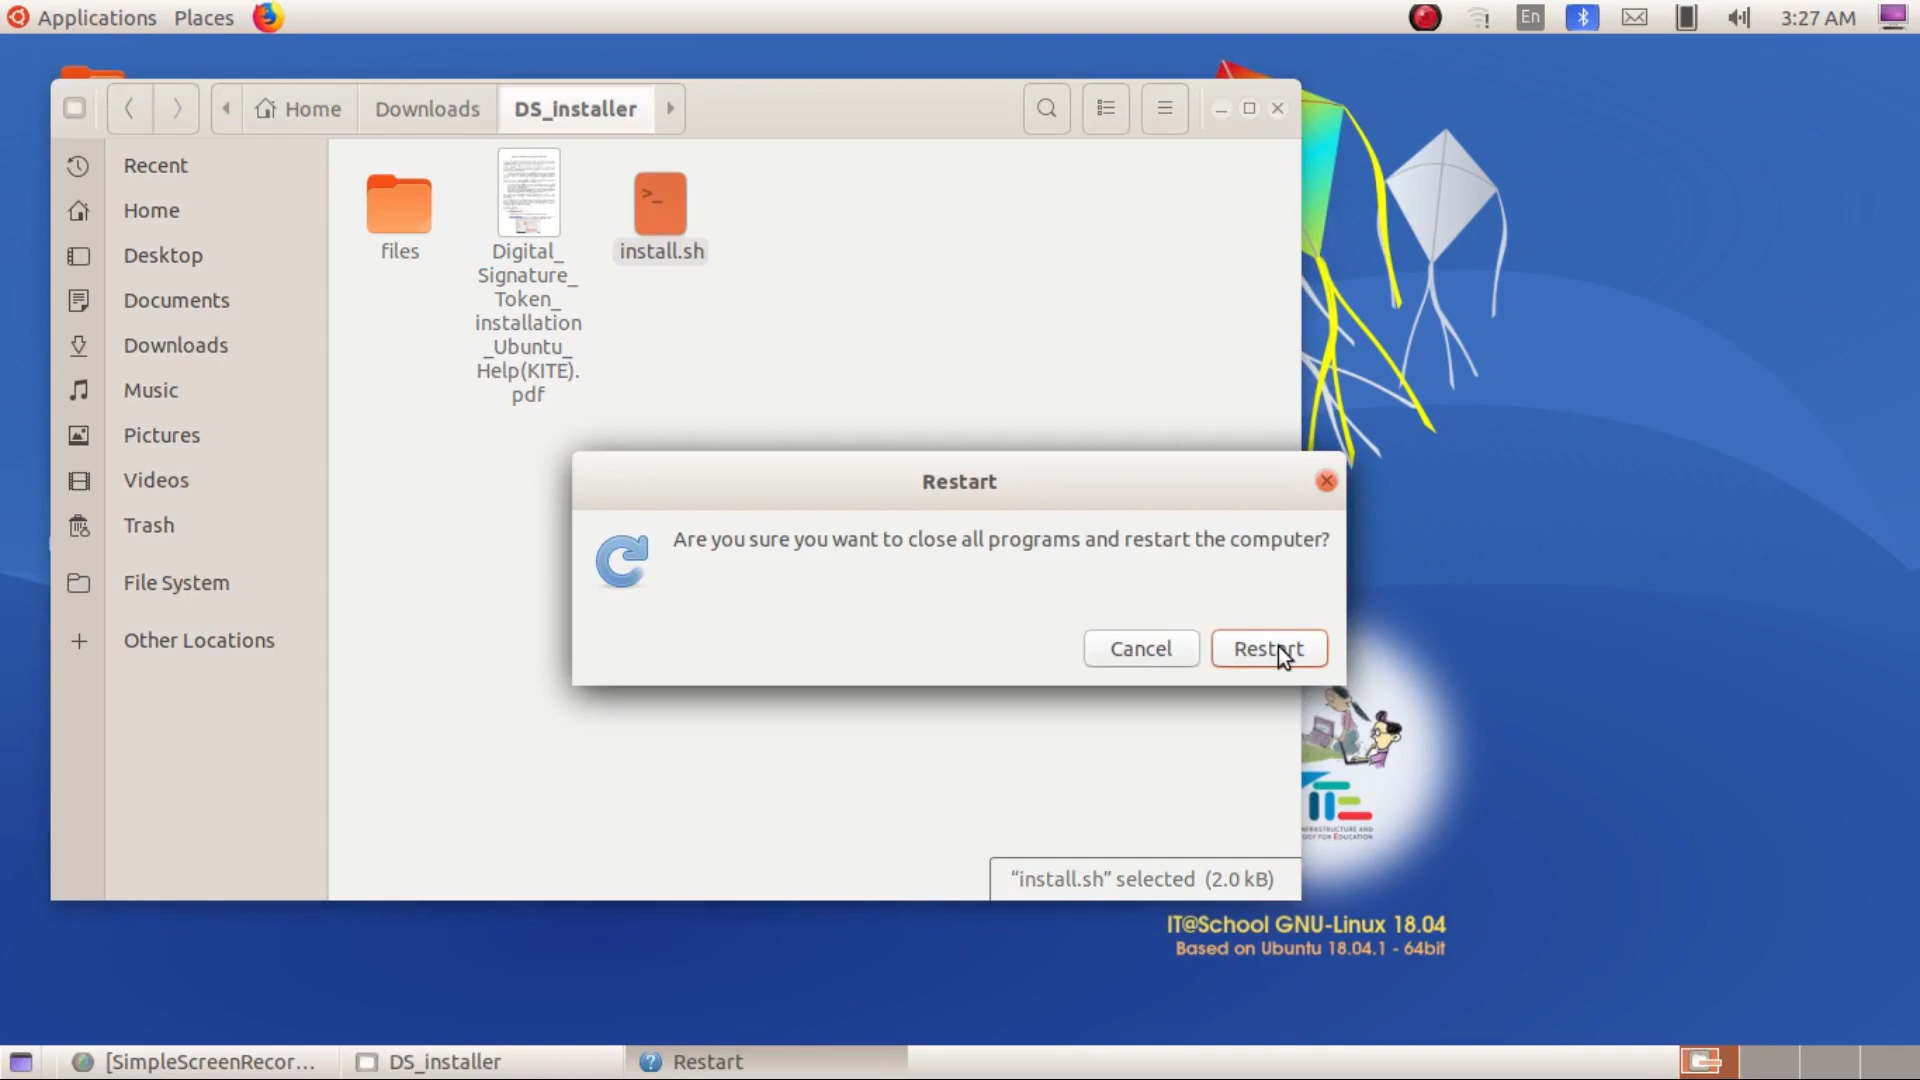 Applications Places
En
3:27 AM
Home Downloads DS_installer
Recent
Home
Desktop
Documents
Downloads
Music
Pictures
Videos
Trash
File System
Other Locations
files
Digital_
Signature_
Token_
installation
_Ubuntu_
Help(KITE).
pdf
>_
install.sh
Restart
Are you sure you want to close all programs and restart the computer?
Cancel Restart
"install.sh" selected (2.0 kB)
IT@School GNU-Linux 18.04
Based on Ubuntu 18.04.1 - 64bit
[SimpleScreenRecor... DS_installer Restart